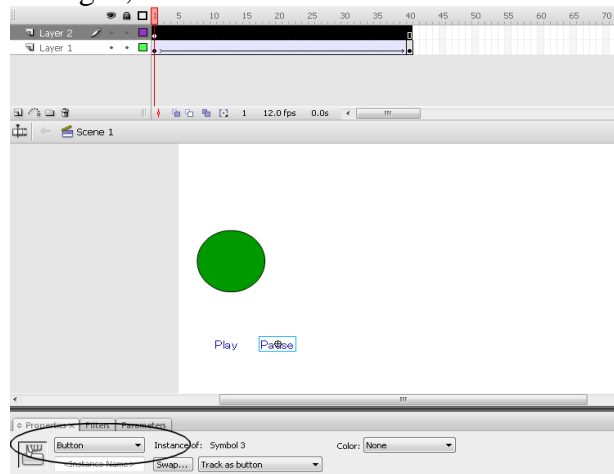 5 10 15 20 25 30 35 40 45 50 55 60 65 70
Layer 2
Layer 1
1 12.0 fps 0.0s
Scene 1
Play Pause
Properties × Filters Parameters
Button Instance of: Symbol 3 Color: None
<Instance Name> Swap... Track as button